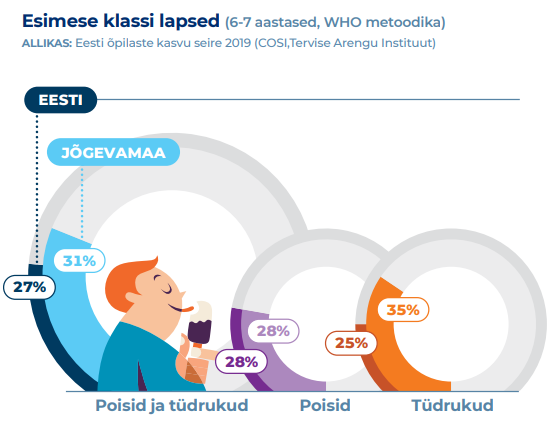 Esimese klassi lapsed (6-7 aastased, WHO metoodika)
ALLIKAS: Eesti õpilaste kasvu seire 2019 (COSI,Tervise Arengu Instituut)
EESTI
JÕGEVAMAA
31%
27%
28%
28%
35%
25%
Poisid ja tüdrukud
Poisid
Tüdrukud